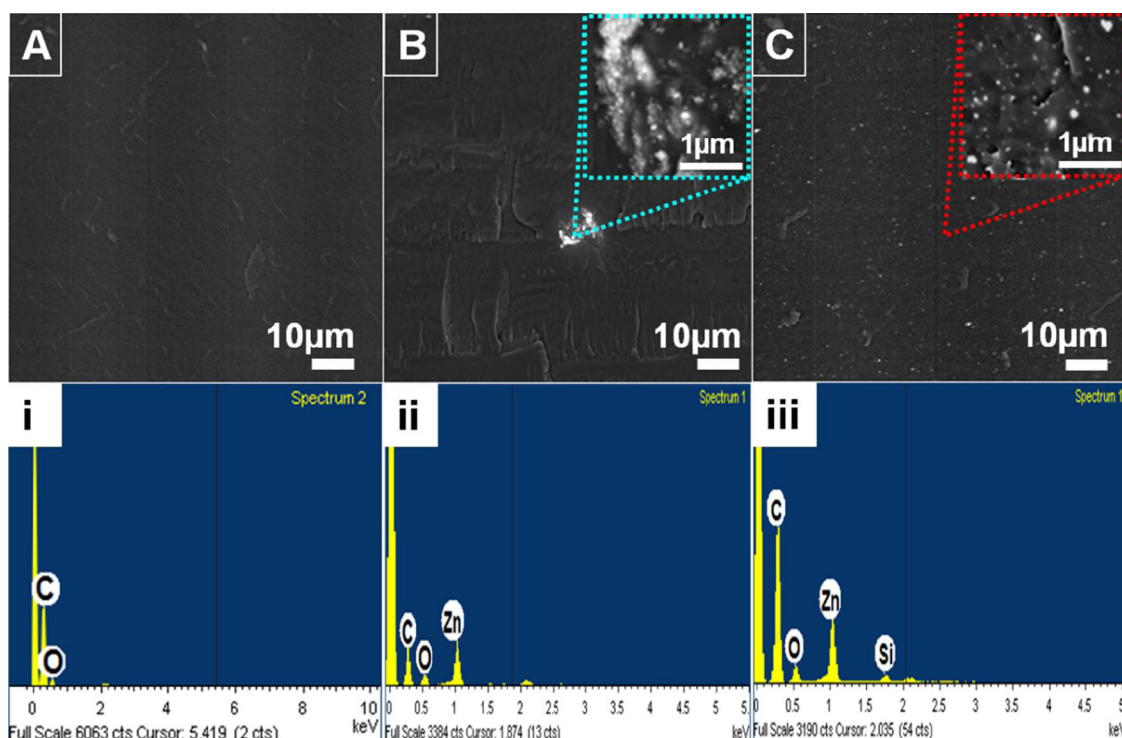 A
B
C
1µm
1µm
10µm
10µm
10µm
i
Spectrum 2
C
O
0 2 4 6 8 10
Full Scale 6063 cts Cursor: 5.419 (2 cts)
keV
ii
Spectrum 1
C
O
Zn
0 0.5 1 1.5 2 2.5 3 3.5 4 4.5 5
Full Scale 3384 cts Cursor: 1.874 (13 cts)
keV
iii
Spectrum 1
C
O
Zn
Si
0 0.5 1 1.5 2 2.5 3 3.5 4 4.5 5
Full Scale 3190 cts Cursor: 2.035 (54 cts)
keV